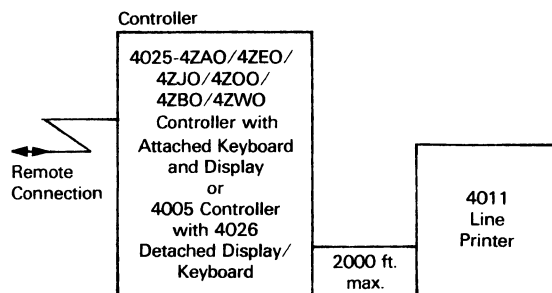 Controller
4025-4ZAO/4ZEO/
4ZJO/4ZOO/
4ZBO/4ZWO
Controller with
Attached Keyboard
and Display
or
4005 Controller
with 4026
Detached Display/
Keyboard
Remote
Connection
2000 ft.
max.
4011
Line
Printer